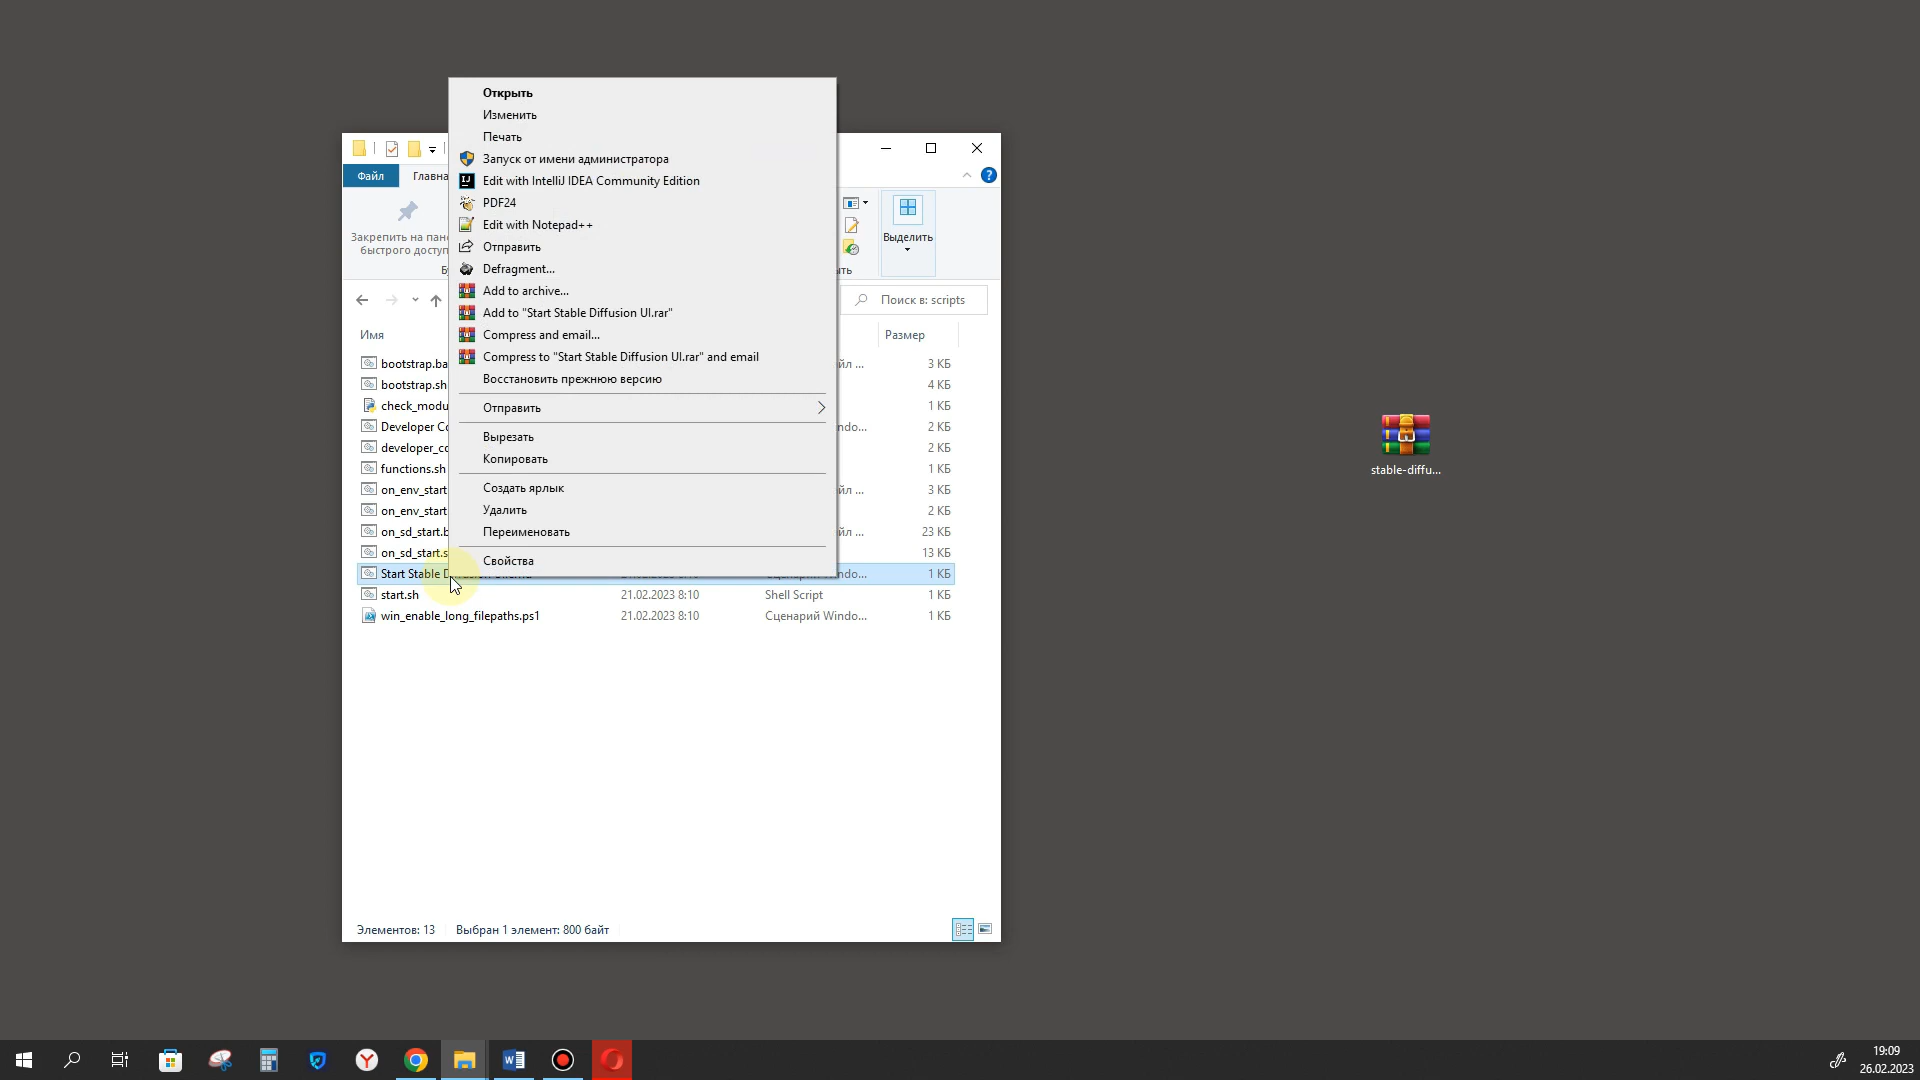 Открыть
Изменить
Печать
Запуск от имени администратора
Edit with IntelliJ IDEA Community Edition
PDF24
Edit with Notepad++
Отправить
Defragment...
Add to archive...
Add to "Start Stable Diffusion UI.rar"
Compress and email...
Compress to "Start Stable Diffusion UI.rar" and email
Восстановить прежнюю версию
Отправить
Вырезать
Копировать
Создать ярлык
Удалить
Переименовать
Свойства
Файл
Главна
Закрепить на пан
быстрого доступ
Выделить
Поиск в: scripts
Имя
Размер
bootstrap.ba йл ... 3 КБ
bootstrap.sh 4 КБ
check_modu 1 КБ
Developer Co ndo... 2 КБ
developer_co 2 КБ
functions.sh 1 КБ
on_env_start йл ... 3 КБ
on_env_start 2 КБ
on_sd_start.b йл ... 23 КБ
on_sd_start.s 13 КБ
Start Stable D ndo... 1 КБ
start.sh 21.02.2023 8:10 Shell Script 1 КБ
win_enable_long_filepaths.ps1 21.02.2023 8:10 Сценарий Windo... 1 КБ
Элементов: 13 Выбран 1 элемент: 800 байт
stable-diffu...
19:09
26.02.2023